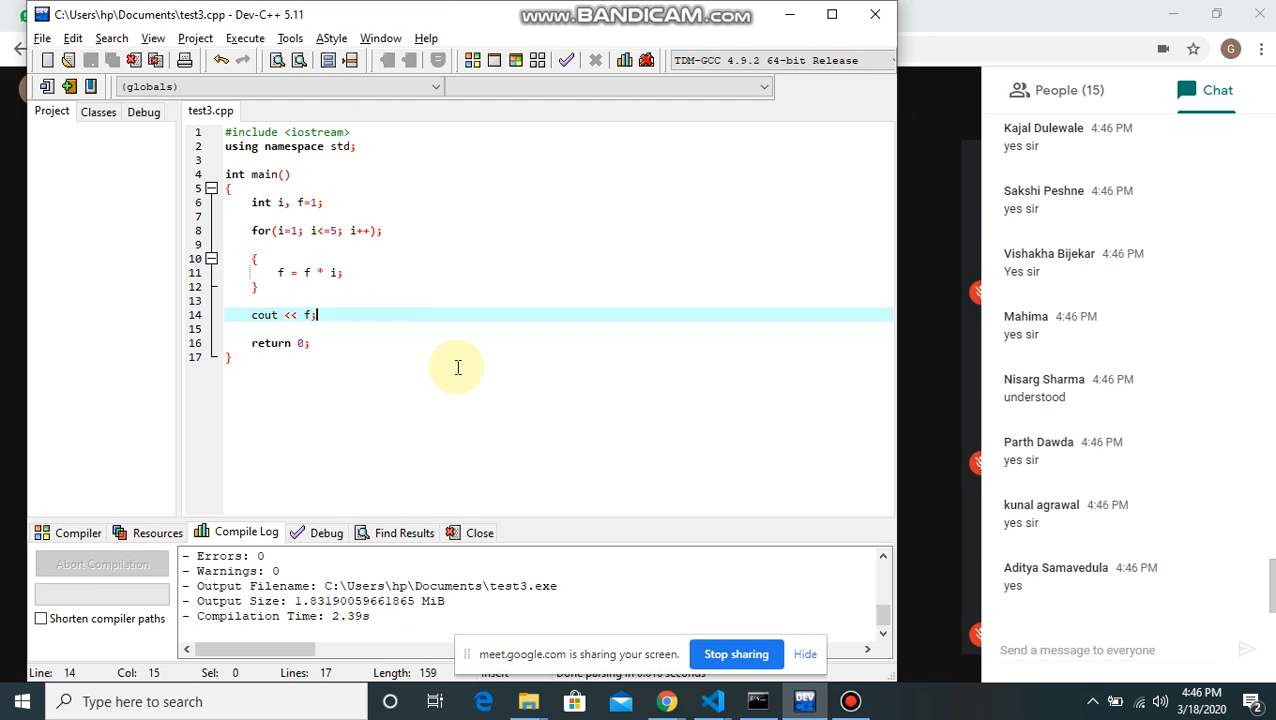 C:\Users\hp\Documents\test3.cpp - Dev-C++ 5.11
www.BANDICAM.com
File Edit Search View Project Execute Tools AStyle Window Help
TDM-GCC 4.9.2 64-bit Release
(globals)
Project Classes Debug test3.cpp
1 #include <iostream>
2 using namespace std;
3
4 int main()
5 {
6 int i, f=1;
7
8 for(i=1; i<=5; i++);
9
10 {
11 f = f * i;
12 }
13
14 cout << f;
15
16 return 0;
17 }
Compiler Resources Compile Log Debug Find Results Close
Abort Compilation
Shorten compiler paths
- Errors: 0
- Warnings: 0
- Output Filename: C:\Users\hp\Documents\test3.exe
- Output Size: 1.83190059661865 MiB
- Compilation Time: 2.39s
meet.google.com is sharing your screen. Stop sharing Hide
Line: 14 Col: 15 Sel: 0 Lines: 17 Length: 159 Insert
G
People (15) Chat
Kajal Dulewale 4:46 PM
yes sir
Sakshi Peshne 4:46 PM
yes sir
Vishakha Bijekar 4:46 PM
Yes sir
Mahima 4:46 PM
yes sir
Nisarg Sharma 4:46 PM
understood
Parth Dawda 4:46 PM
yes sir
kunal agrawal 4:46 PM
yes sir
Aditya Samavedula 4:46 PM
yes
Send a message to everyone
Type here to search
DEV
4:46 PM
3/18/2020
2